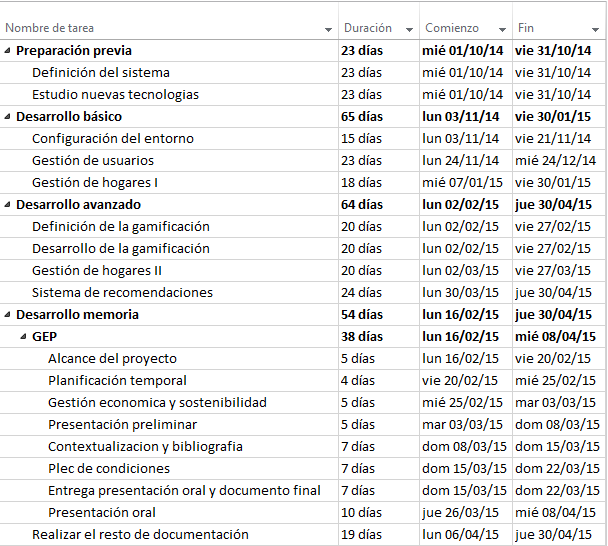 Nombre de tarea Duración Comienzo Fin
Preparación previa 23 días mié 01/10/14 vie 31/10/14
Definición del sistema 23 días mié 01/10/14 vie 31/10/14
Estudio nuevas tecnologias 23 días mié 01/10/14 vie 31/10/14
Desarrollo básico 65 días lun 03/11/14 vie 30/01/15
Configuración del entorno 15 días lun 03/11/14 vie 21/11/14
Gestión de usuarios 23 días lun 24/11/14 mié 24/12/14
Gestión de hogares I 18 días mié 07/01/15 vie 30/01/15
Desarrollo avanzado 64 días lun 02/02/15 jue 30/04/15
Definición de la gamificación 20 días lun 02/02/15 vie 27/02/15
Desarrollo de la gamificación 20 días lun 02/02/15 vie 27/02/15
Gestión de hogares II 20 días lun 02/03/15 vie 27/03/15
Sistema de recomendaciones 24 días lun 30/03/15 jue 30/04/15
Desarrollo memoria 54 días lun 16/02/15 jue 30/04/15
GEP 38 días lun 16/02/15 mié 08/04/15
Alcance del proyecto 5 días lun 16/02/15 vie 20/02/15
Planificación temporal 4 días vie 20/02/15 mié 25/02/15
Gestión economica y sostenibilidad 5 días mié 25/02/15 mar 03/03/15
Presentación preliminar 5 días mar 03/03/15 dom 08/03/15
Contextualizacion y bibliografia 7 días dom 08/03/15 dom 15/03/15
Plec de condiciones 7 días dom 15/03/15 dom 22/03/15
Entrega presentación oral y documento final 7 días dom 15/03/15 dom 22/03/15
Presentación oral 10 días jue 26/03/15 mié 08/04/15
Realizar el resto de documentación 19 días lun 06/04/15 jue 30/04/15